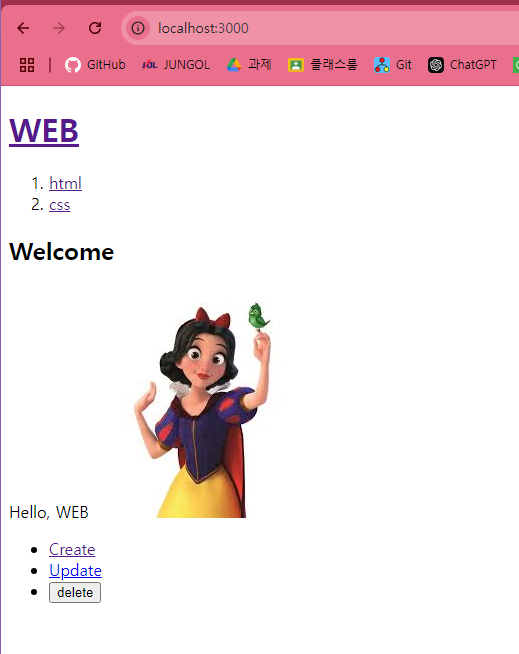 localhost:3000
GitHub JUNGOL 과제 클래스룸 Git ChatGPT
WEB
1. html
2. css
Welcome
Hello, WEB
Create
Update
delete